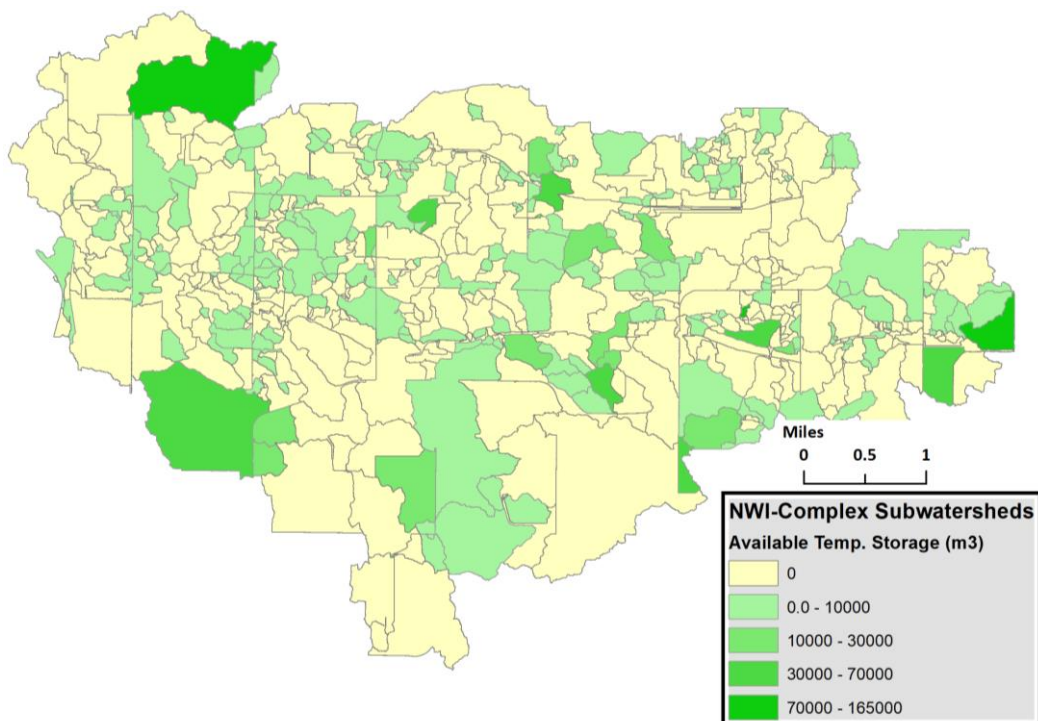 Miles
0 0.5 1
NWI-Complex Subwatersheds
Available Temp. Storage (m3)
0
0.0 - 10000
10000 - 30000
30000 - 70000
70000 - 165000